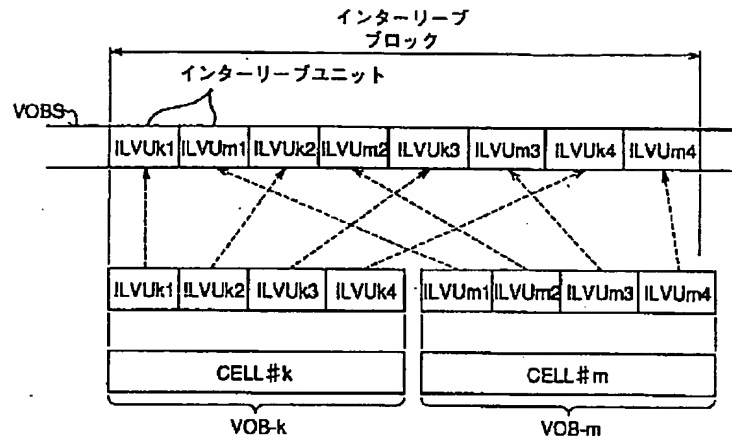 インターリーブ
ブロック
インターリーブユニット
VOBS
ILVUk1 ILVUm1 ILVUk2 ILVUm2 ILVUk3 ILVUm3 ILVUk4 ILVUm4
ILVUk1 ILVUk2 ILVUk3 ILVUk4 ILVUm1 ILVUm2 ILVUm3 ILVUm4
CELL#k CELL#m
VOB-k VOB-m